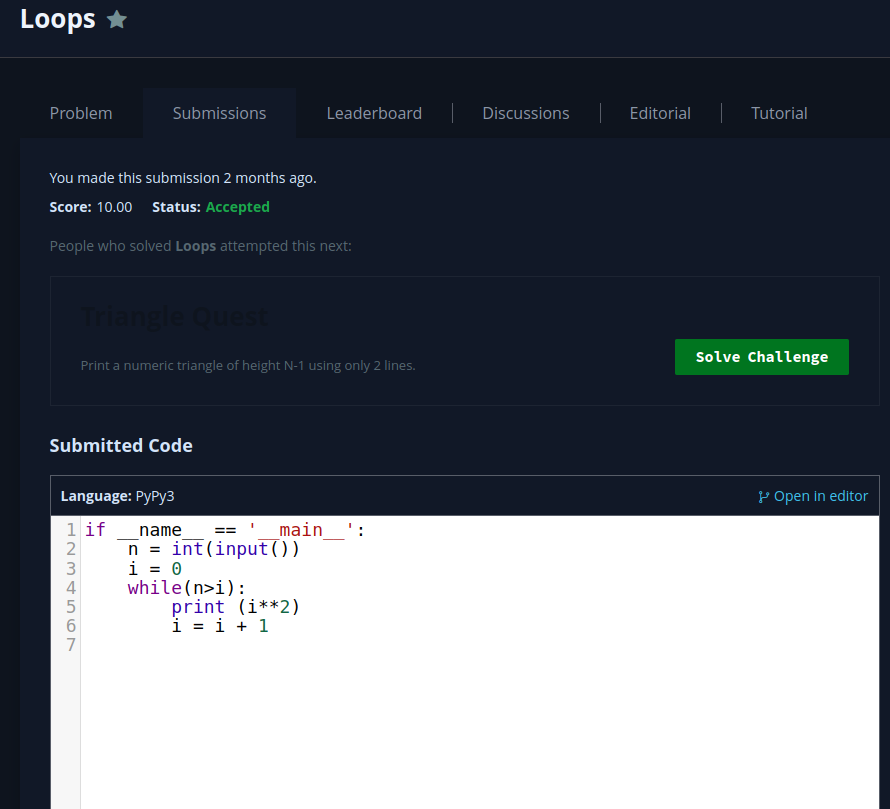 Loops
Problem Submissions Leaderboard Discussions Editorial Tutorial
You made this submission 2 months ago.
Score: 10.00 Status: Accepted
People who solved Loops attempted this next:
Triangle Quest
Print a numeric triangle of height N-1 using only 2 lines.
Solve Challenge
Submitted Code
Language: PyPy3 Open in editor
1 if __name__ == '__main__':
2     n = int(input())
3     i = 0
4     while(n>i):
5         print (i**2)
6         i = i + 1
7